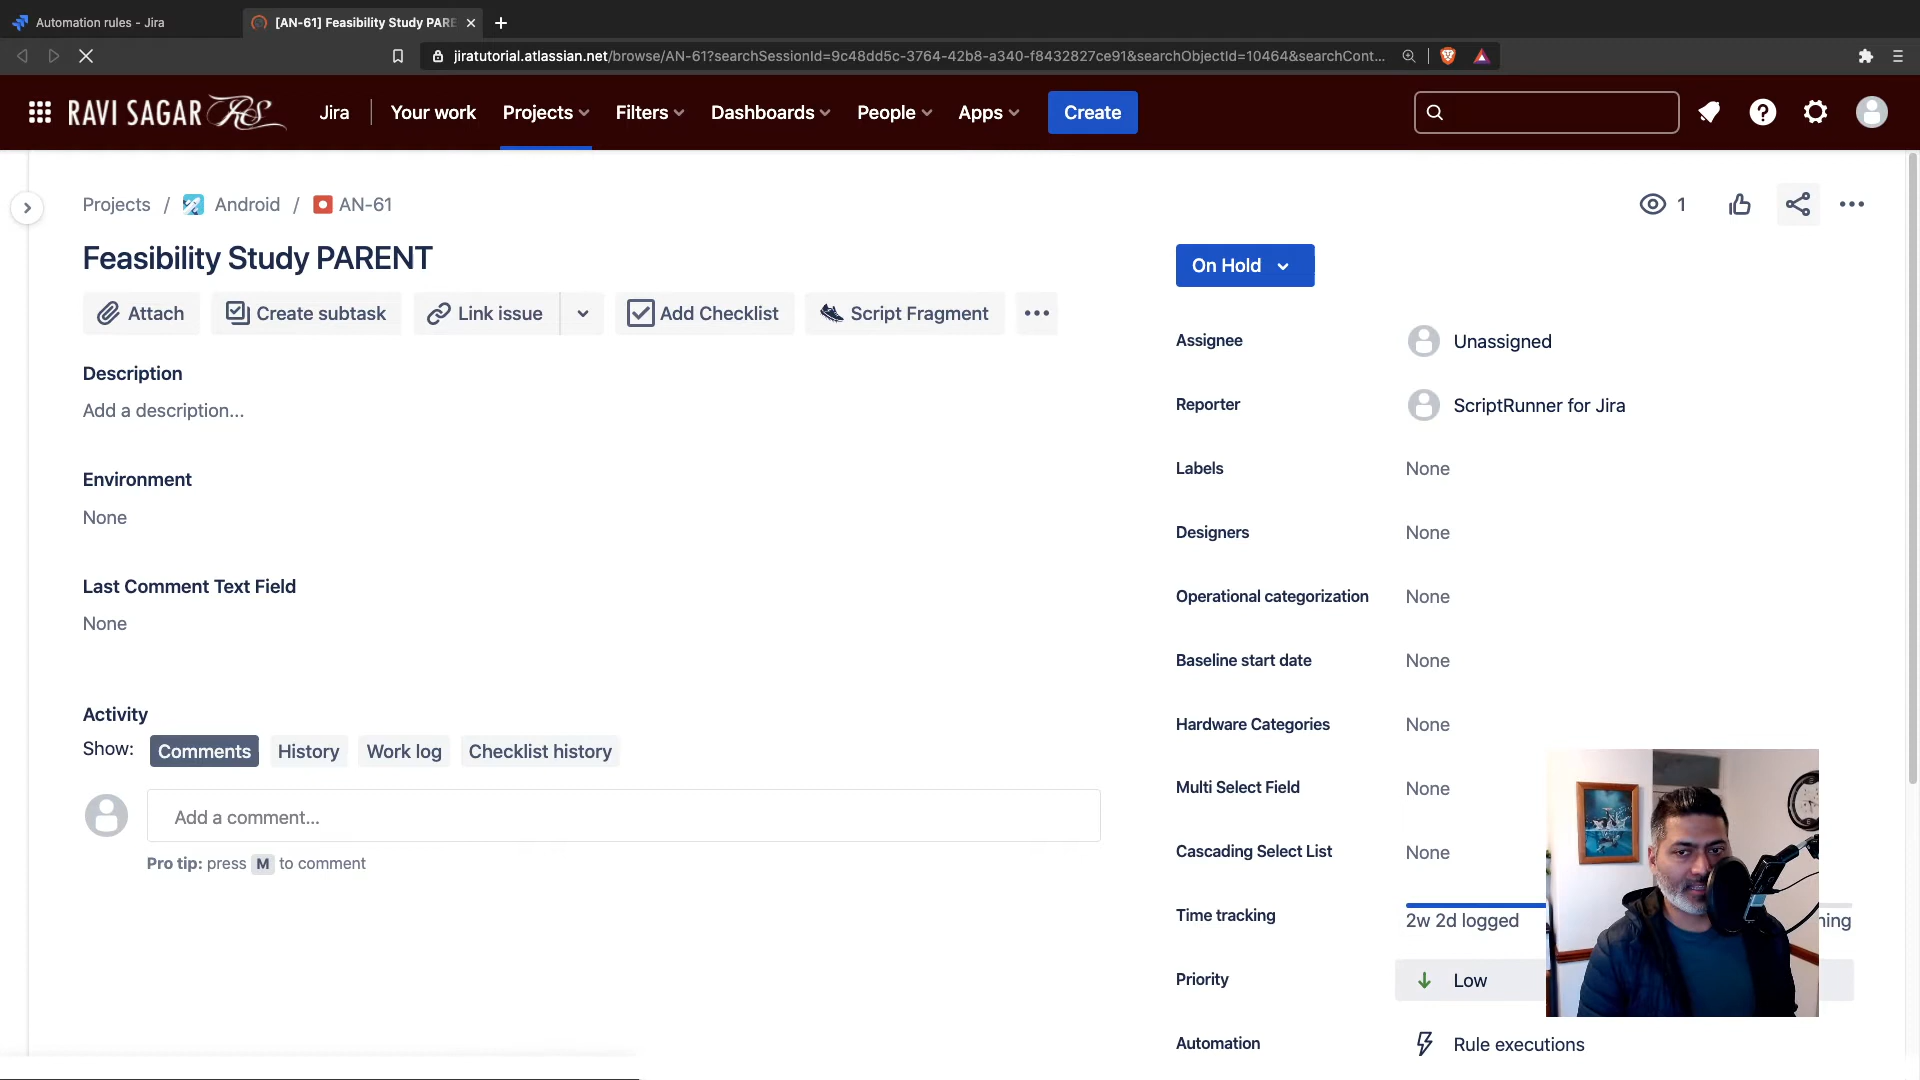 Automation rules - Jira
[AN-61] Feasibility Study PARE
jiratutorial.atlassian.net/browse/AN-61?searchSessionId=9c48dd5c-3764-42b8-a340-f8432827ce91&searchObjectId=10464&searchCont...
RAVI SAGAR RS
Jira
Your work
Projects
Filters
Dashboards
People
Apps
Create
Projects / Android / AN-61
1
Feasibility Study PARENT
On Hold
Attach
Create subtask
Link issue
Add Checklist
Script Fragment
Description
Add a description...
Environment
None
Last Comment Text Field
None
Activity
Show:
Comments
History
Work log
Checklist history
Add a comment...
Pro tip: press M to comment
Assignee
Unassigned
Reporter
ScriptRunner for Jira
Labels
None
Designers
None
Operational categorization
None
Baseline start date
None
Hardware Categories
None
Multi Select Field
None
Cascading Select List
None
Time tracking
2w 2d logged
ning
Priority
Low
Automation
Rule executions